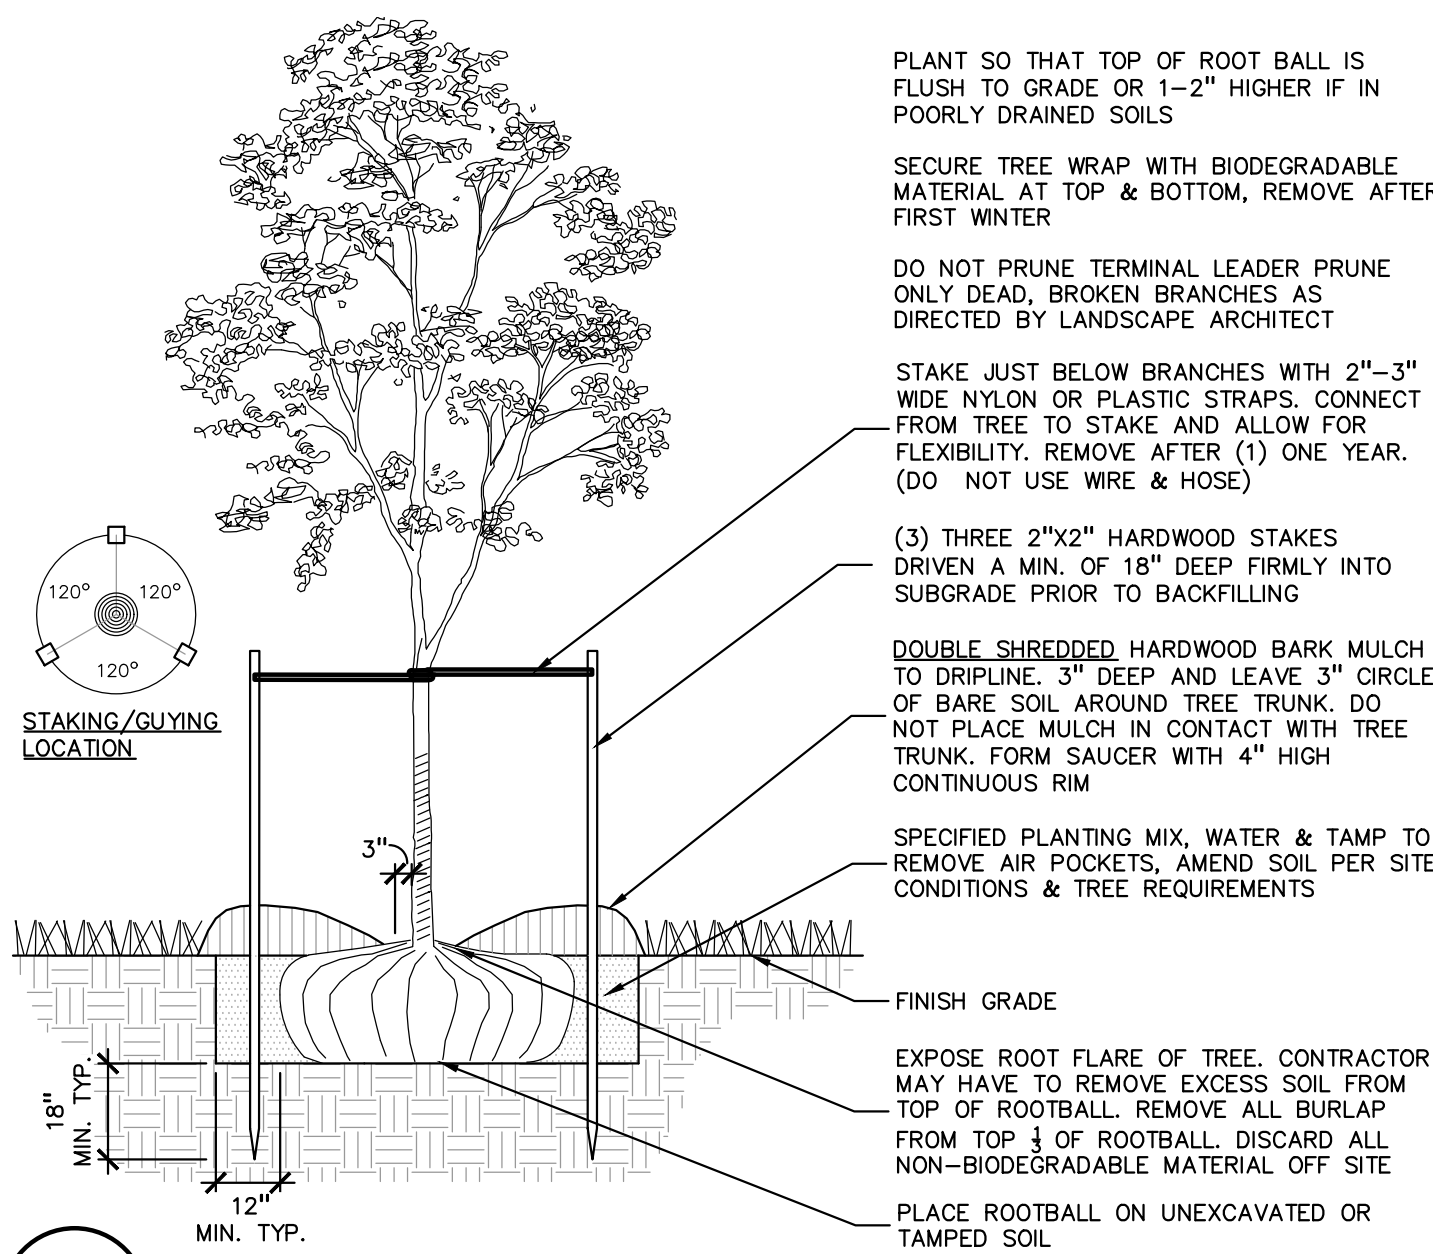 PLANT SO THAT TOP OF ROOT BALL IS
FLUSH TO GRADE OR 1-2" HIGHER IF IN
POORLY DRAINED SOILS
SECURE TREE WRAP WITH BIODEGRADABLE
MATERIAL AT TOP & BOTTOM, REMOVE AFTER
FIRST WINTER
DO NOT PRUNE TERMINAL LEADER PRUNE
ONLY DEAD, BROKEN BRANCHES AS
DIRECTED BY LANDSCAPE ARCHITECT
STAKE JUST BELOW BRANCHES WITH 2"-3"
WIDE NYLON OR PLASTIC STRAPS. CONNECT
FROM TREE TO STAKE AND ALLOW FOR
FLEXIBILITY. REMOVE AFTER (1) ONE YEAR.
(DO NOT USE WIRE & HOSE)
(3) THREE 2"X2" HARDWOOD STAKES
DRIVEN A MIN. OF 18" DEEP FIRMLY INTO
SUBGRADE PRIOR TO BACKFILLING
DOUBLE SHREDDED HARDWOOD BARK MULCH
TO DRIPLINE. 3" DEEP AND LEAVE 3" CIRCLE
OF BARE SOIL AROUND TREE TRUNK. DO
NOT PLACE MULCH IN CONTACT WITH TREE
TRUNK. FORM SAUCER WITH 4" HIGH
CONTINUOUS RIM
SPECIFIED PLANTING MIX, WATER & TAMP TO
REMOVE AIR POCKETS, AMEND SOIL PER SITE
CONDITIONS & TREE REQUIREMENTS
FINISH GRADE
EXPOSE ROOT FLARE OF TREE. CONTRACTOR
MAY HAVE TO REMOVE EXCESS SOIL FROM
TOP OF ROOTBALL. REMOVE ALL BURLAP
FROM TOP 1/3 OF ROOTBALL. DISCARD ALL
NON-BIODEGRADABLE MATERIAL OFF SITE
PLACE ROOTBALL ON UNEXCAVATED OR
TAMPED SOIL
120° 120°
120°
STAKING/GUYING
LOCATION
3"
18"
MIN. TYP.
12"
MIN. TYP.